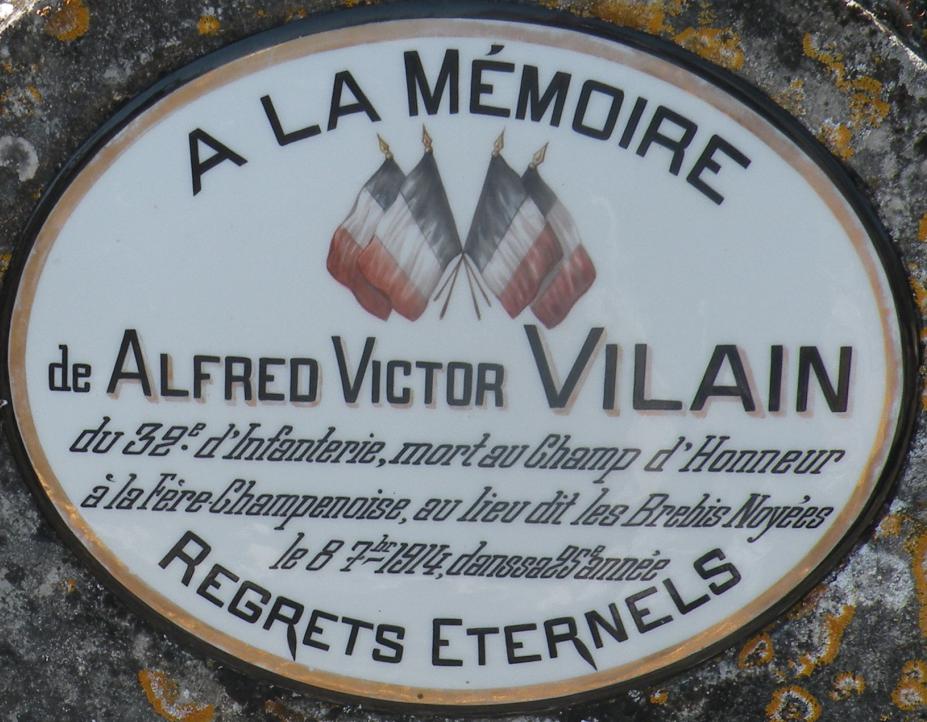 A LA MÉMOIRE
de ALFRED VICTOR VILAIN
du 32e d'Infanterie, mort au Champ d'Honneur
à la Fère Champenoise, au lieu dit les Brebis Noyées
le 8 7bre 1914, dans sa 26e année
REGRETS ETERNELS